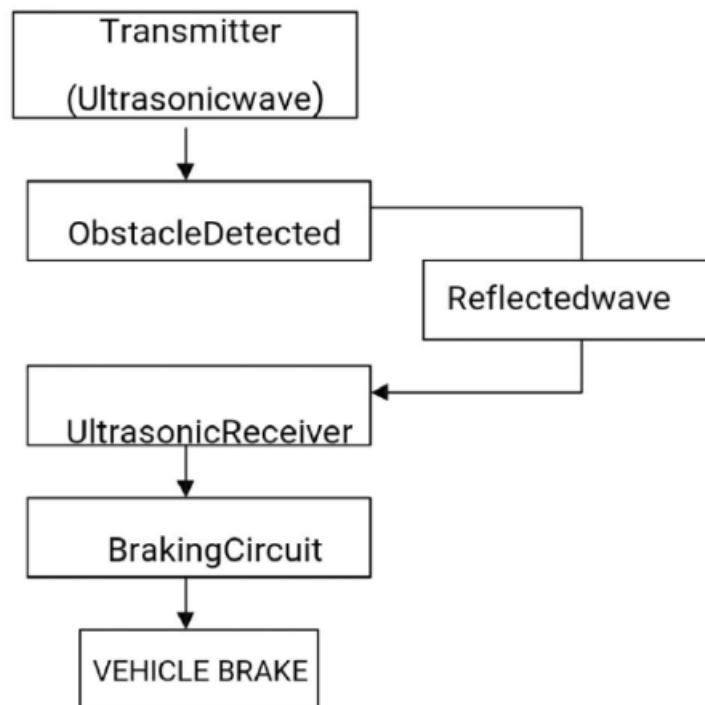 Transmitter
(Ultrasonicwave)
ObstacleDetected
Reflectedwave
UltrasonicReceiver
BrakingCircuit
VEHICLE BRAKE